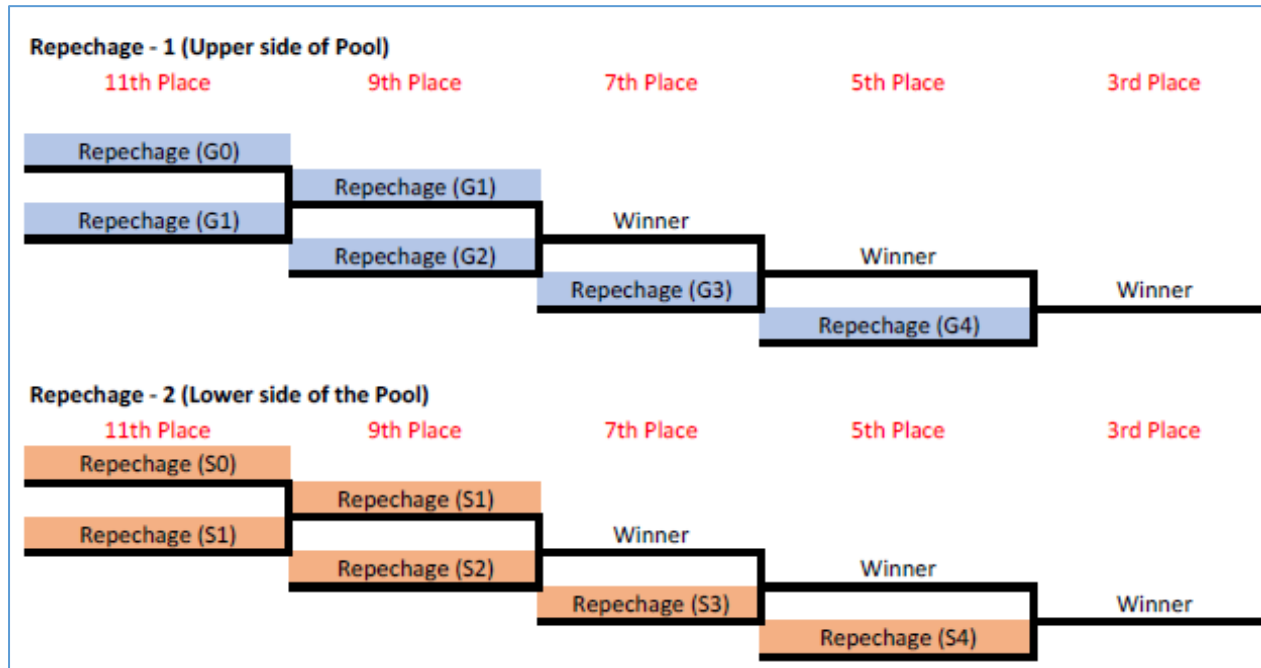 Repechage - 1 (Upper side of Pool)
11th Place 9th Place 7th Place 5th Place 3rd Place
Repechage (G0)
Repechage (G1)
Repechage (G1) Winner
Repechage (G2) Winner
Repechage (G3) Winner
Repechage (G4)
Repechage - 2 (Lower side of the Pool)
11th Place 9th Place 7th Place 5th Place 3rd Place
Repechage (S0)
Repechage (S1)
Repechage (S1) Winner
Repechage (S2) Winner
Repechage (S3) Winner
Repechage (S4)